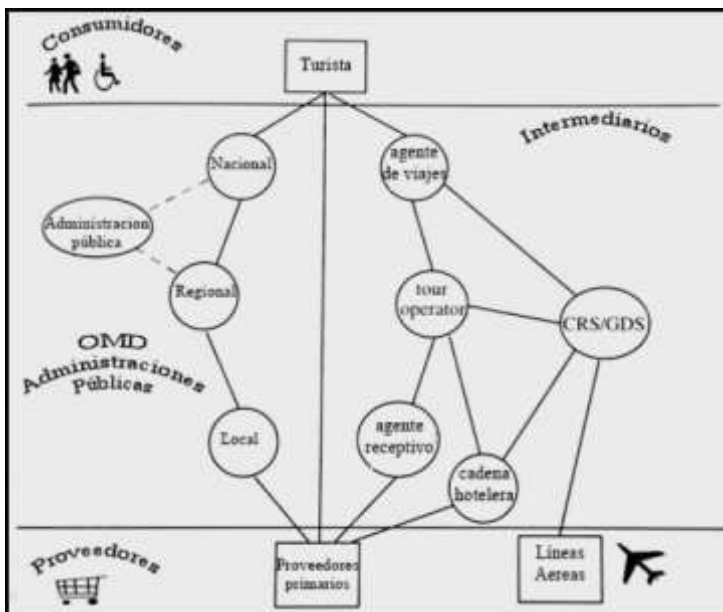 Consumidores
Turista
Intermediarios
Nacional
agente
de viajes
Administracion
pública
Regional
tour
operator
CRS/GDS
OMD
Administraciones
Públicas
Local
agente
receptivo
cadena
hotelera
Proveedores
Proveedores
primarios
Líneas
Aereas